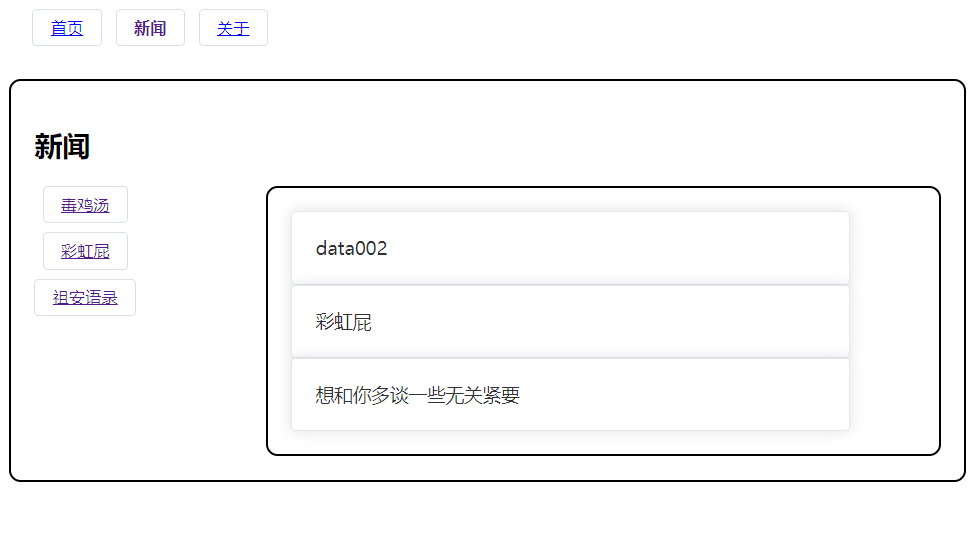 首页 新闻 关于
新闻
毒鸡汤
彩虹屁
祖安语录
data002
彩虹屁
想和你多谈一些无关紧要